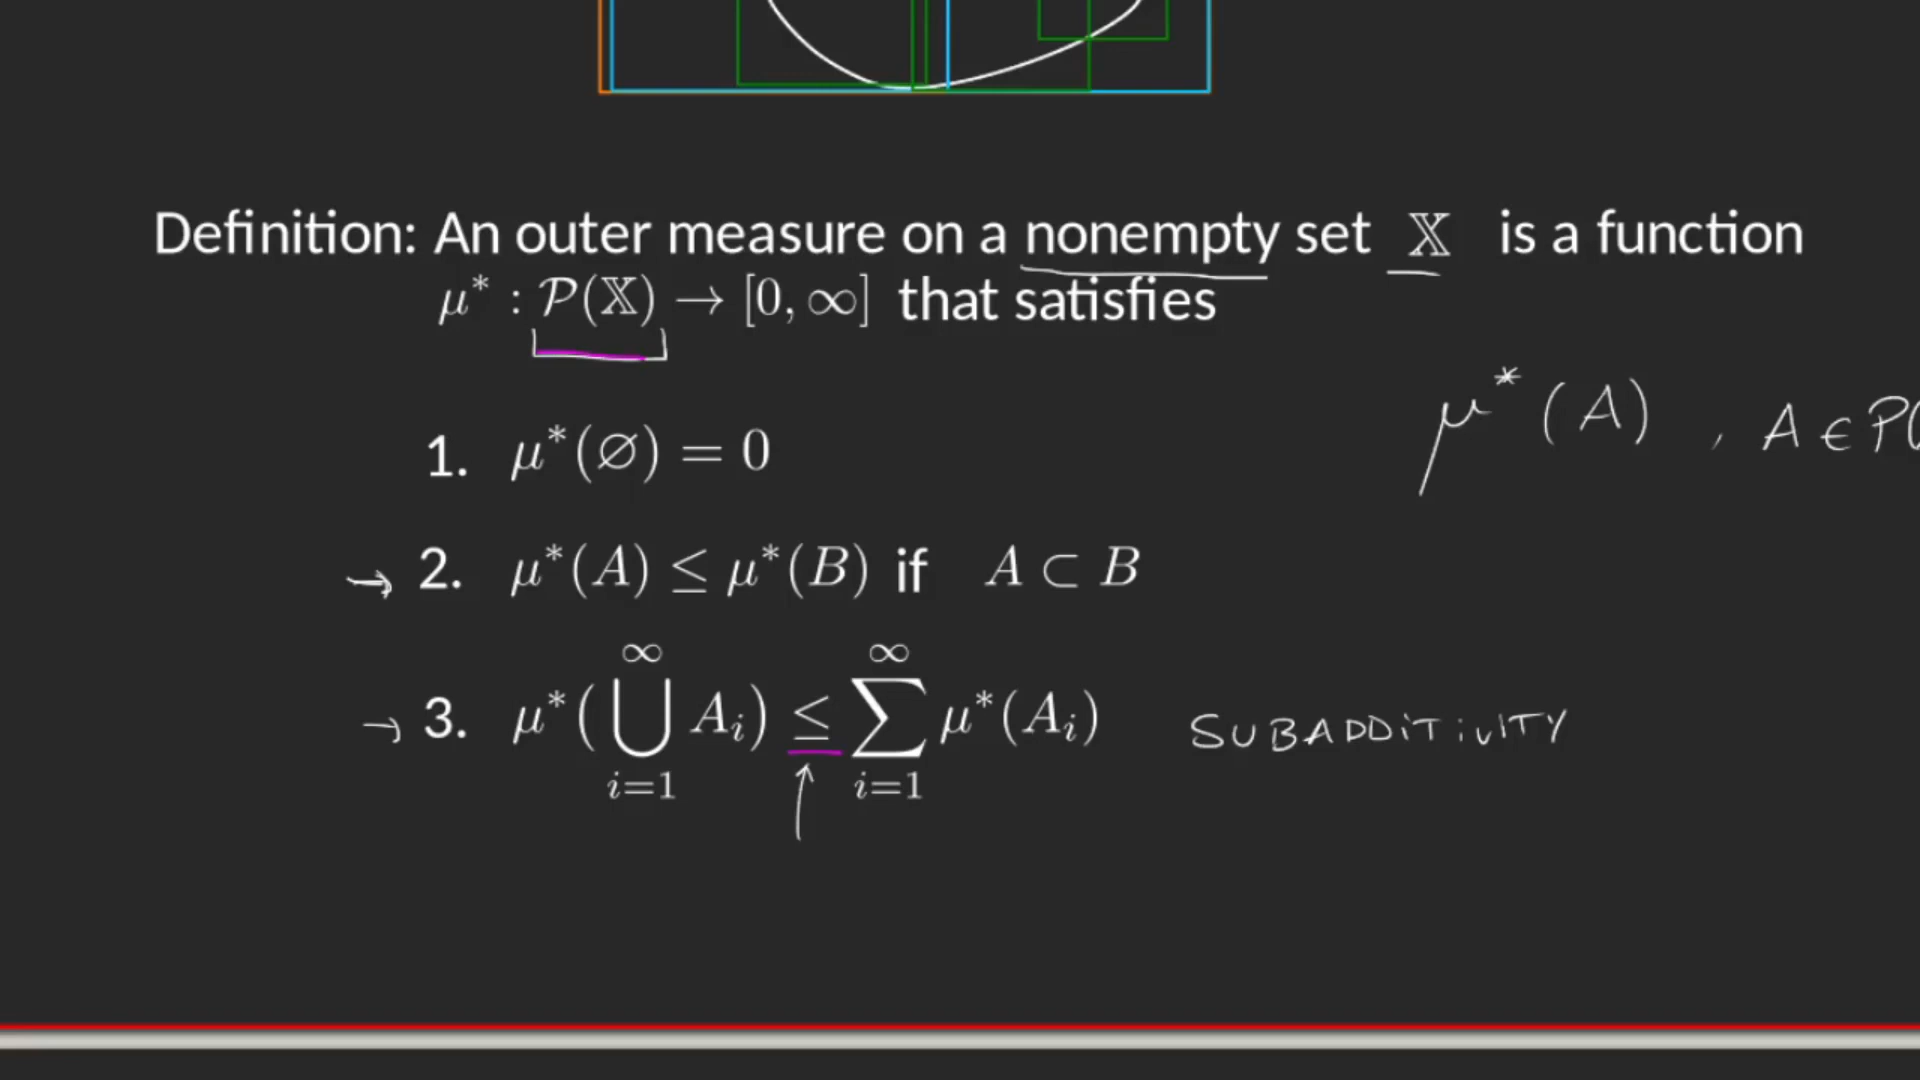 Definition: An outer measure on a nonempty set 𝕏 is a function
μ* : 𝒫(𝕏) → [0, ∞] that satisfies
μ*(A) , A ∈ P(
1. μ*(∅) = 0
→ 2. μ*(A) ≤ μ*(B) if A ⊂ B
→ 3. μ*(⋃_{i=1}^{∞} A_i) ≤ ∑_{i=1}^{∞} μ*(A_i) SUBADDITIVITY